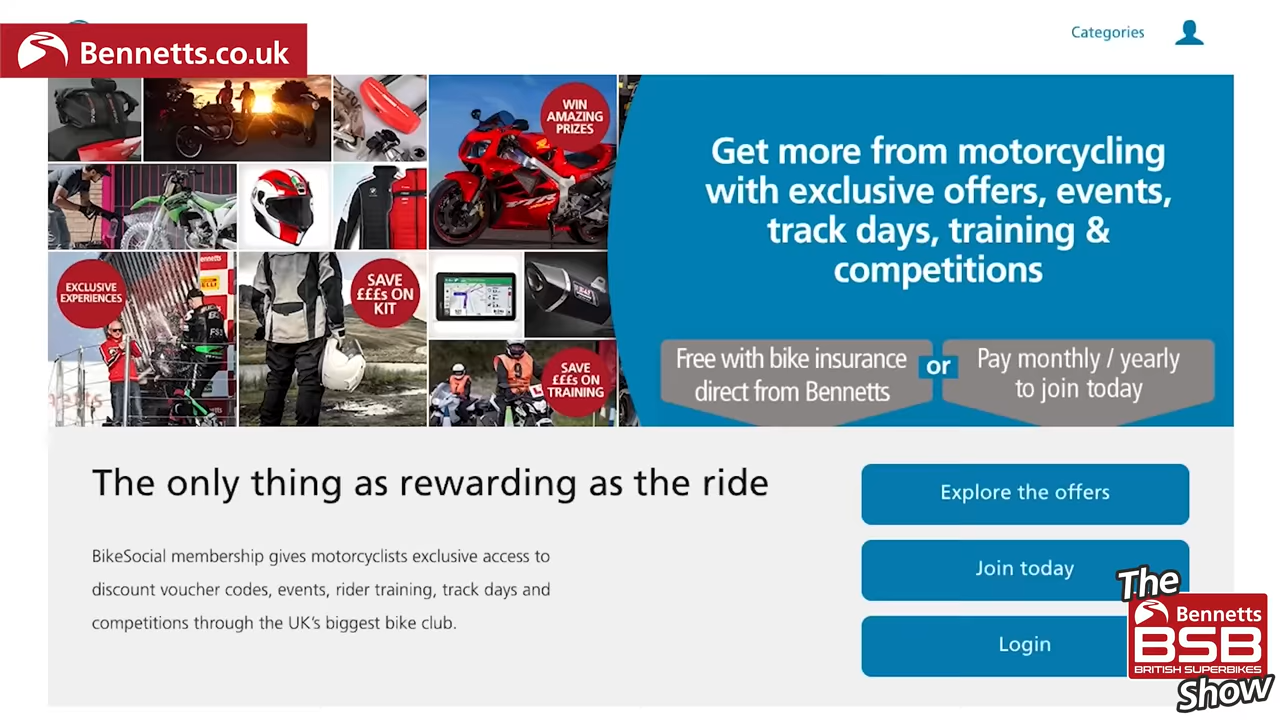 Bennetts.co.uk
Categories
WIN
AMAZING
PRIZES
EXCLUSIVE
EXPERIENCES
SAVE
£££s ON
KIT
SAVE
£££s ON
TRAINING
Get more from motorcycling
with exclusive offers, events,
track days, training &
competitions
Free with bike insurance
direct from Bennetts
or
Pay monthly / yearly
to join today
The only thing as rewarding as the ride
BikeSocial membership gives motorcyclists exclusive access to
discount voucher codes, events, rider training, track days and
competitions through the UK's biggest bike club.
Explore the offers
Join today
Login
The
Bennetts
BSB
BRITISH SUPERBIKES
Show